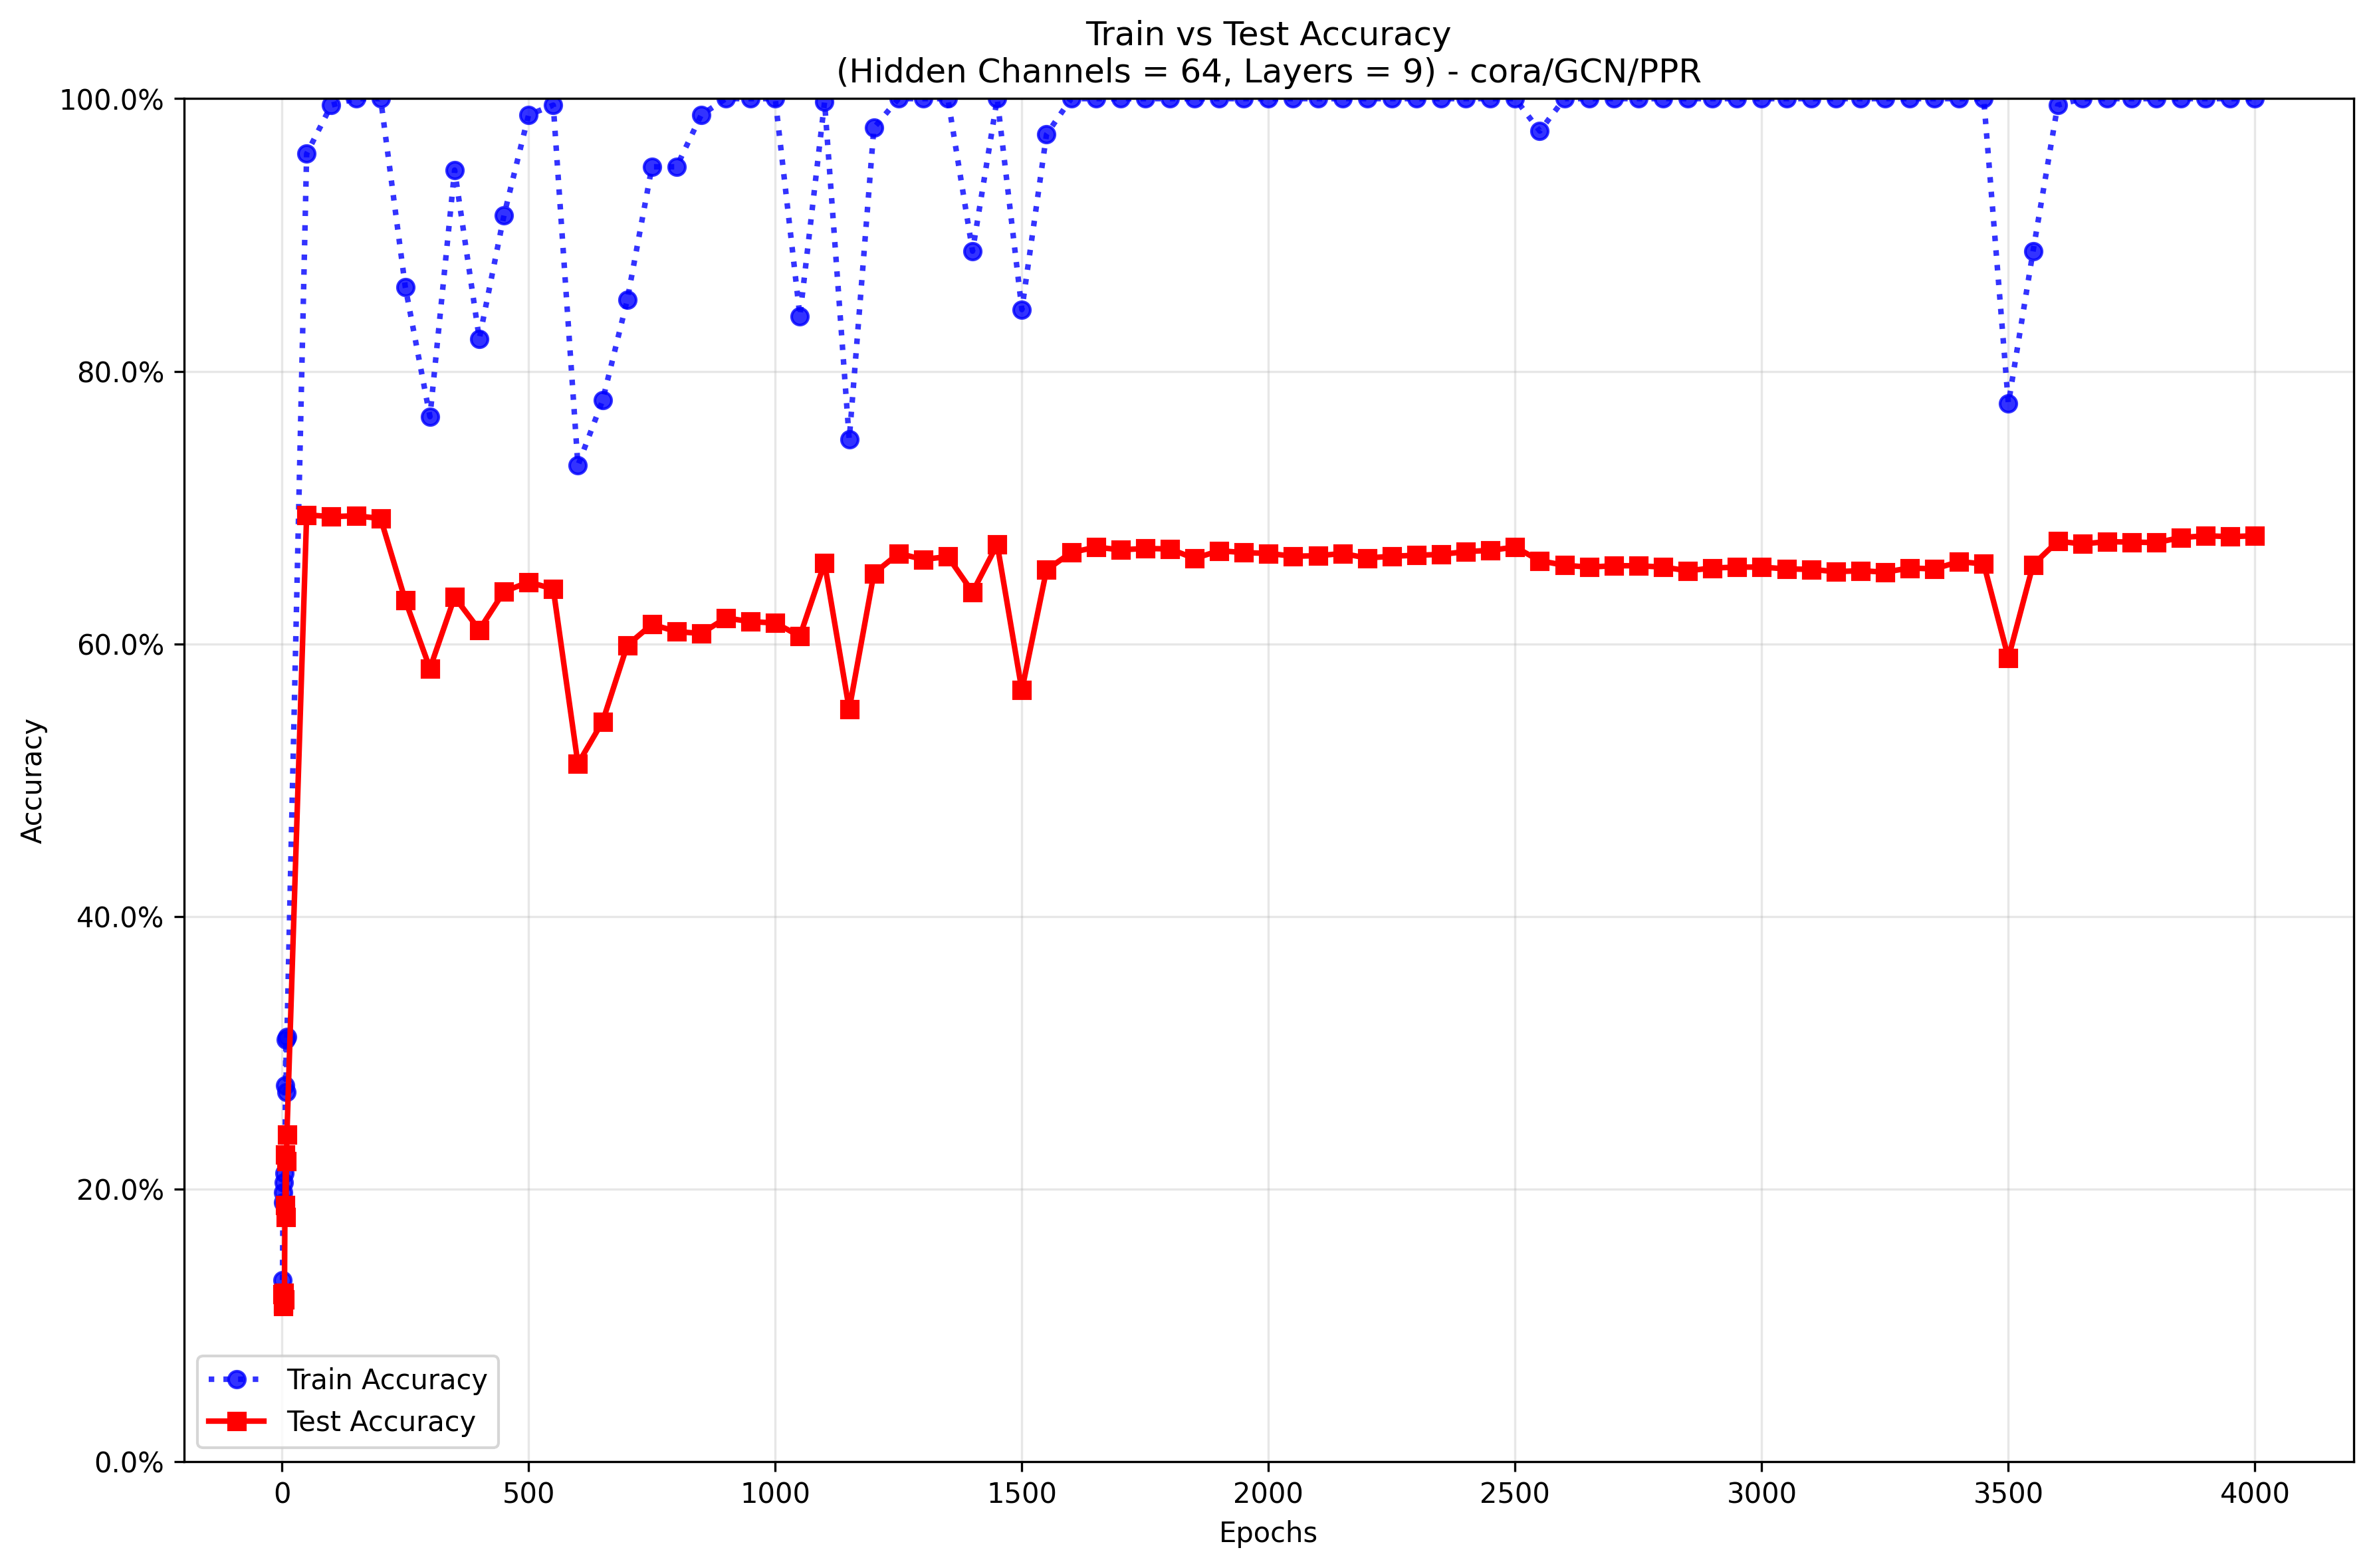 Train vs Test Accuracy
(Hidden Channels = 64, Layers = 9) - cora/GCN/PPR
100.0%
80.0%
60.0%
40.0%
20.0%
0.0%
Accuracy
Train Accuracy
Test Accuracy
0 500 1000 1500 2000 2500 3000 3500 4000
Epochs